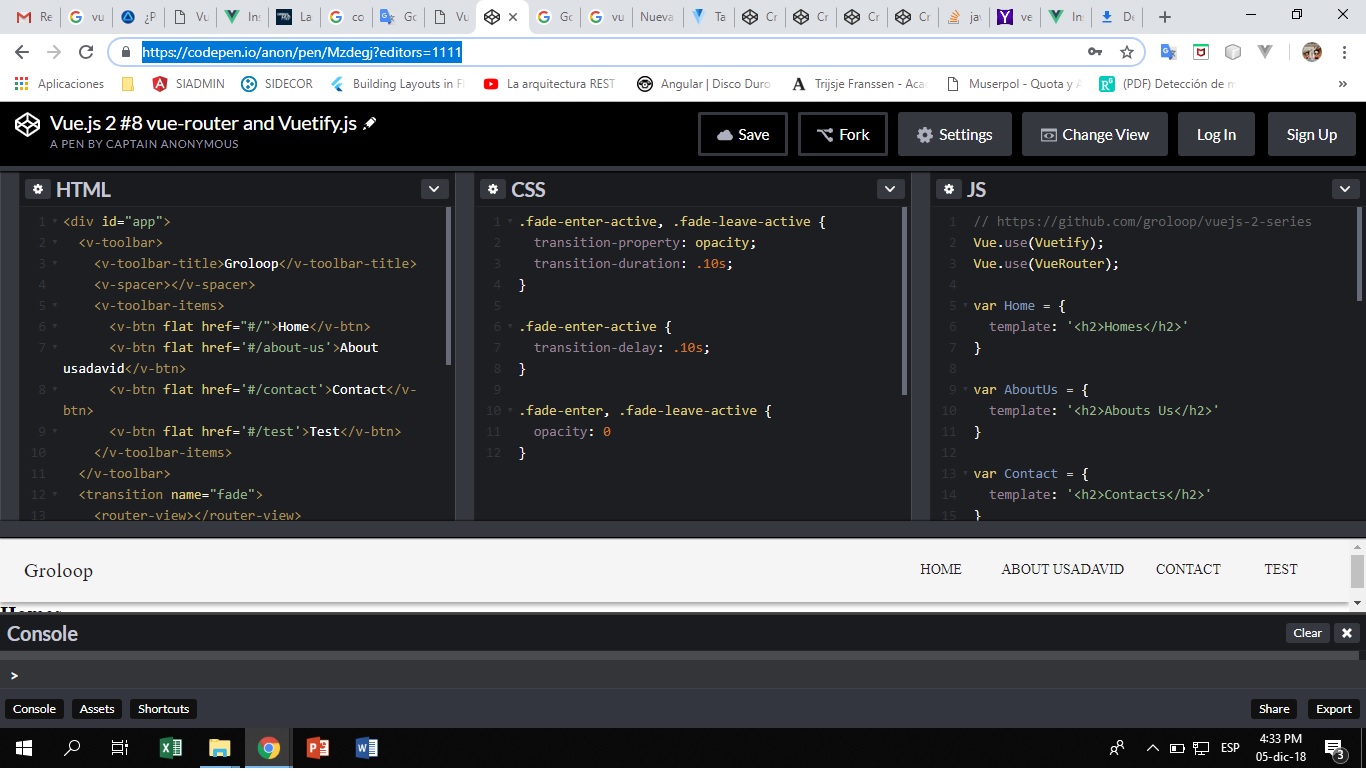 Re vu ¿P Vu Ins La co Go Vu Go vu Nueva Ta Cr Cr Cr Cr jav ve Ins De
https://codepen.io/anon/pen/Mzdegj?editors=1111
Aplicaciones SIADMIN SIDECOR Building Layouts in Fl La arquitectura REST Angular | Disco Duro Trijsje Franssen - Aca Muserpol - Quota y A (PDF) Detección de m »
Vue.js 2 #8 vue-router and Vuetify.js
A PEN BY CAPTAIN ANONYMOUS
Save Fork Settings Change View Log In Sign Up
HTML
1 <div id="app">
2 <v-toolbar>
3 <v-toolbar-title>Groloop</v-toolbar-title>
4 <v-spacer></v-spacer>
5 <v-toolbar-items>
6 <v-btn flat href="#/">Home</v-btn>
7 <v-btn flat href='#/about-us'>About
usadavid</v-btn>
8 <v-btn flat href='#/contact'>Contact</v-
btn>
9 <v-btn flat href='#/test'>Test</v-btn>
10 </v-toolbar-items>
11 </v-toolbar>
12 <transition name="fade">
13 <router-view></router-view>
CSS
1 .fade-enter-active, .fade-leave-active {
2 transition-property: opacity;
3 transition-duration: .10s;
4 }
5
6 .fade-enter-active {
7 transition-delay: .10s;
8 }
9
10 .fade-enter, .fade-leave-active {
11 opacity: 0
12 }
JS
1 // https://github.com/groloop/vuejs-2-series
2 Vue.use(Vuetify);
3 Vue.use(VueRouter);
4
5 var Home = {
6 template: '<h2>Homes</h2>'
7 }
8
9 var AboutUs = {
10 template: '<h2>Abouts Us</h2>'
11 }
12
13 var Contact = {
14 template: '<h2>Contacts</h2>'
15 }
Groloop HOME ABOUT USADAVID CONTACT TEST
Homes
Console Clear
>
Console Assets Shortcuts Share Export
ESP 4:33 PM
05-dic-18 3